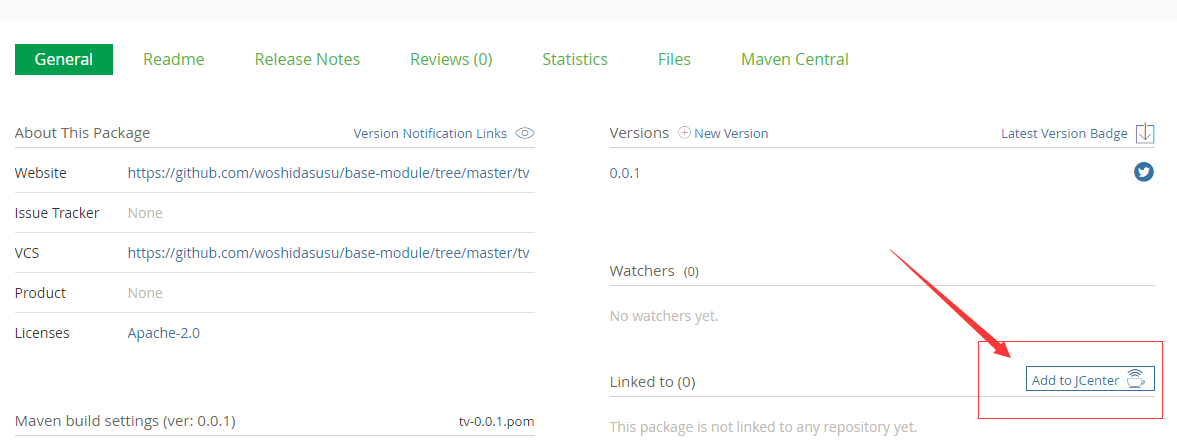 General Readme Release Notes Reviews (0) Statistics Files Maven Central
About This Package Version Notification Links
Website https://github.com/woshidasusu/base-module/tree/master/tv
Issue Tracker None
VCS https://github.com/woshidasusu/base-module/tree/master/tv
Product None
Licenses Apache-2.0
Maven build settings (ver: 0.0.1) tv-0.0.1.pom
Versions New Version Latest Version Badge
0.0.1
Watchers (0)
No watchers yet.
Linked to (0) Add to JCenter
This package is not linked to any repository yet.